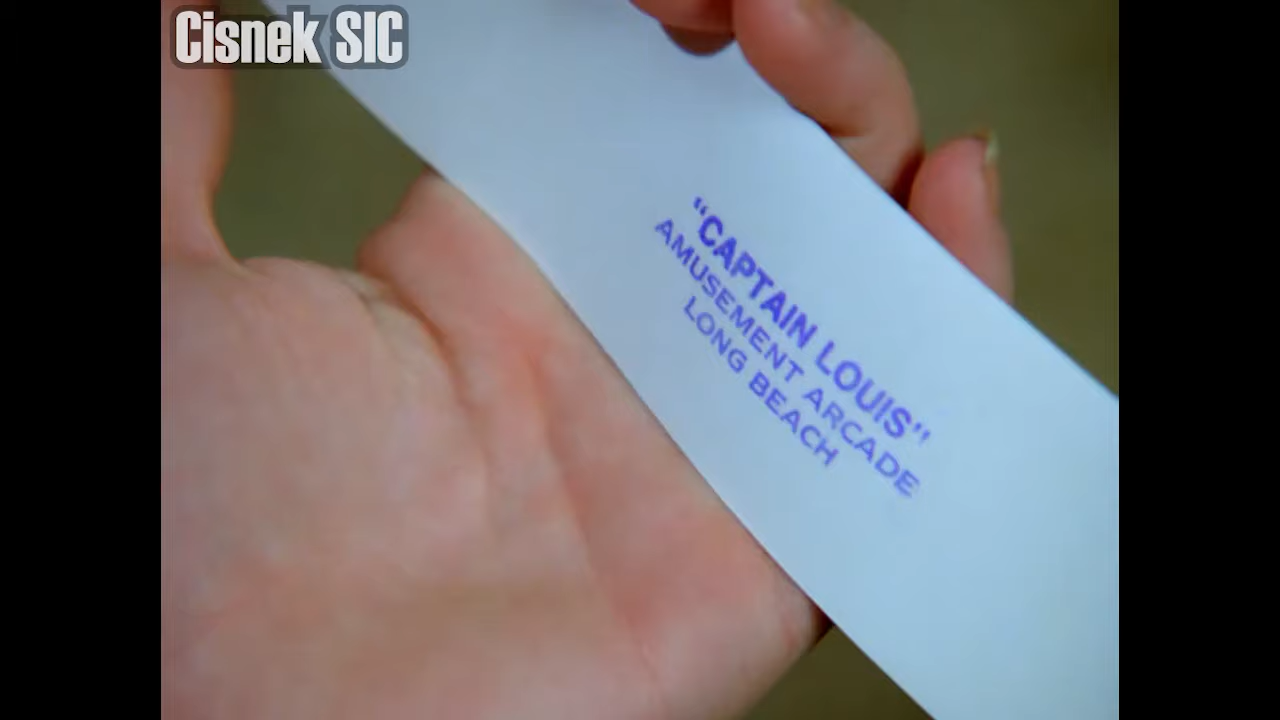 Cisnek SIC
"CAPTAIN LOUIS"
AMUSEMENT ARCADE
LONG BEACH